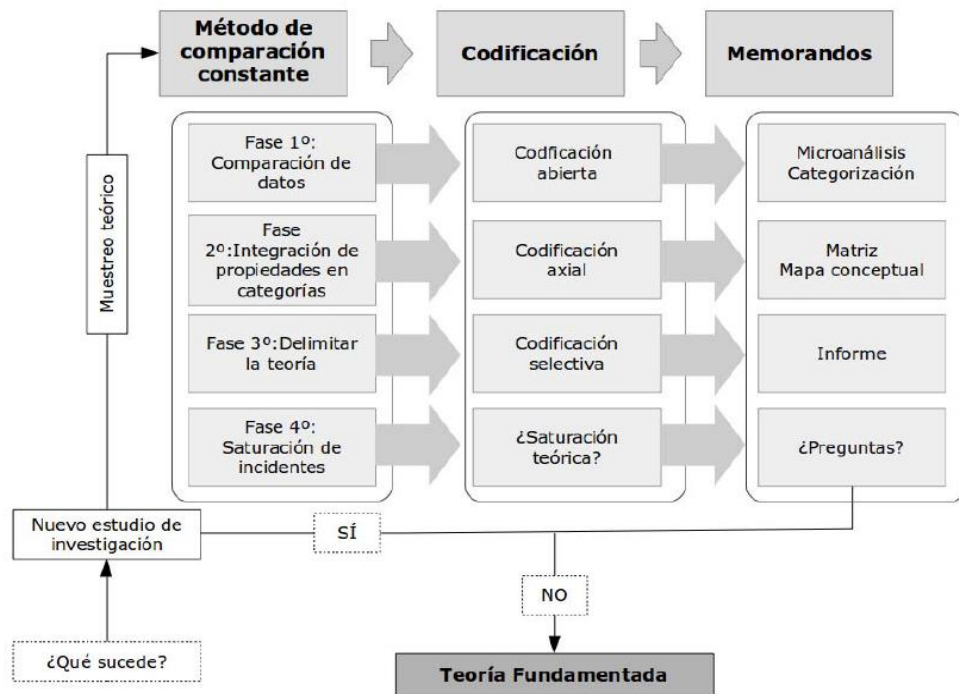 Método de
comparación
constante
Codificación
Memorandos
Muestreo teórico
Fase 1º:
Comparación de
datos
Codficación
abierta
Microanálisis
Categorización
Fase
2º:Integración de
propiedades en
categorías
Codificación
axial
Matriz
Mapa conceptual
Fase 3º:Delimitar
la teoría
Codificación
selectiva
Informe
Fase 4º:
Saturación de
incidentes
¿Saturación
teórica?
¿Preguntas?
Nuevo estudio de
investigación
SÍ
NO
¿Qué sucede?
Teoría Fundamentada